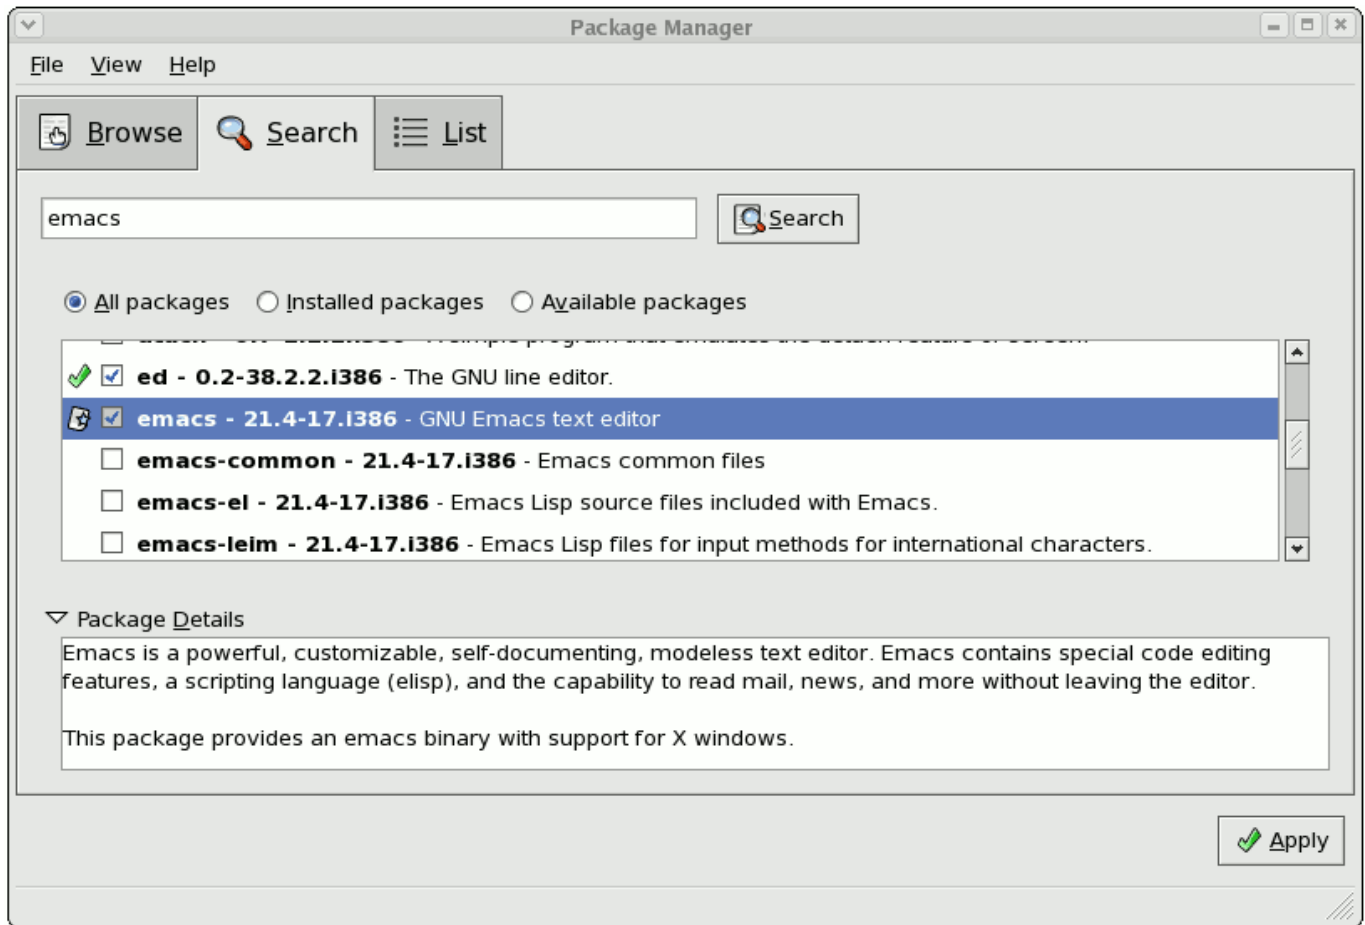 Package Manager
File View Help
Browse Search List
emacs Search
All packages Installed packages Available packages
ed - 0.2-38.2.2.i386 - The GNU line editor.
emacs - 21.4-17.i386 - GNU Emacs text editor
emacs-common - 21.4-17.i386 - Emacs common files
emacs-el - 21.4-17.i386 - Emacs Lisp source files included with Emacs.
emacs-leim - 21.4-17.i386 - Emacs Lisp files for input methods for international characters.
Package Details
Emacs is a powerful, customizable, self-documenting, modeless text editor. Emacs contains special code editing
features, a scripting language (elisp), and the capability to read mail, news, and more without leaving the editor.
This package provides an emacs binary with support for X windows.
Apply